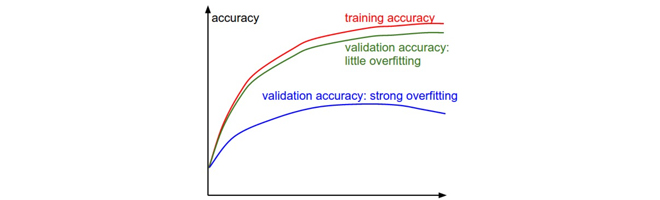 accuracy
training accuracy
validation accuracy:
little overfitting
validation accuracy: strong overfitting